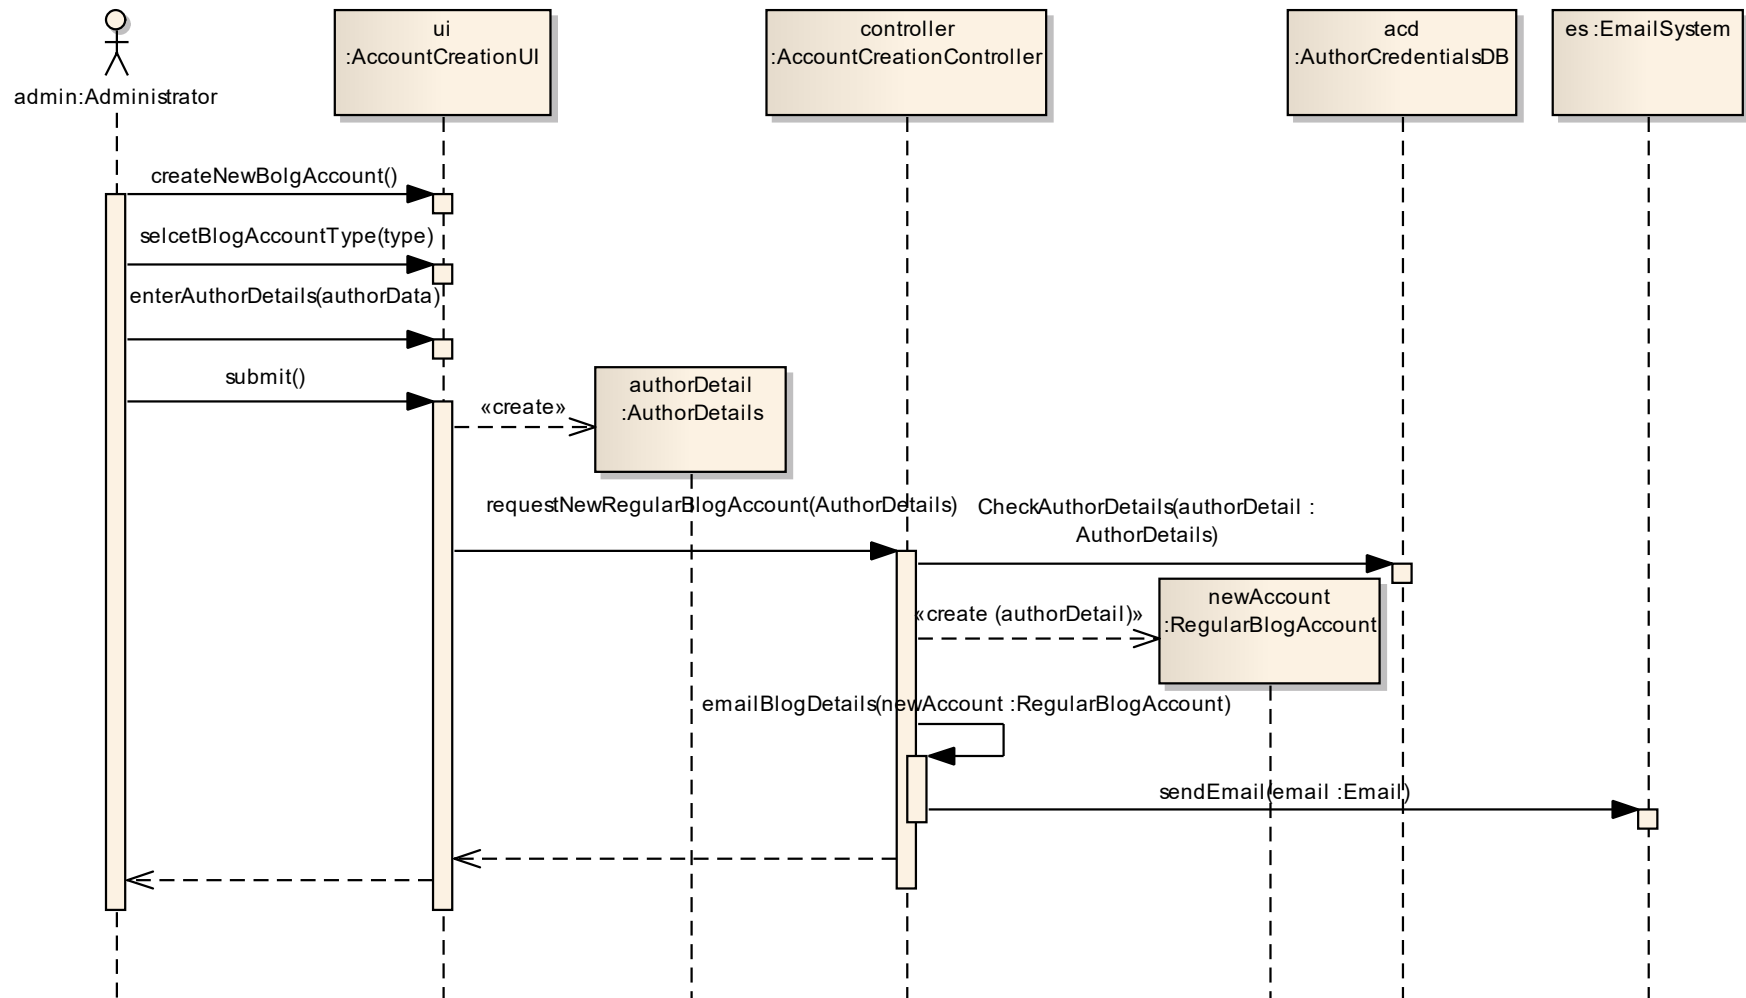 admin:Administrator
ui
:AccountCreationUI
controller
:AccountCreationController
acd
:AuthorCredentialsDB
es :EmailSystem
createNewBolgAccount()
selcetBlogAccountType(type)
enterAuthorDetails(authorData)
submit()
«create»
authorDetail
:AuthorDetails
requestNewRegularBlogAccount(AuthorDetails)
CheckAuthorDetails(authorDetail :
AuthorDetails)
«create (authorDetail)»
newAccount
:RegularBlogAccount
emailBlogDetails(newAccount :RegularBlogAccount)
sendEmail(email :Email)